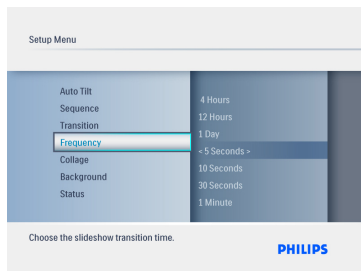 Setup Menu
Auto Tilt
Sequence
Transition
Frequency
Collage
Background
Status
4 Hours
12 Hours
1 Day
< 5 Seconds >
10 Seconds
30 Seconds
1 Minute
Choose the slideshow transition time.
PHILIPS